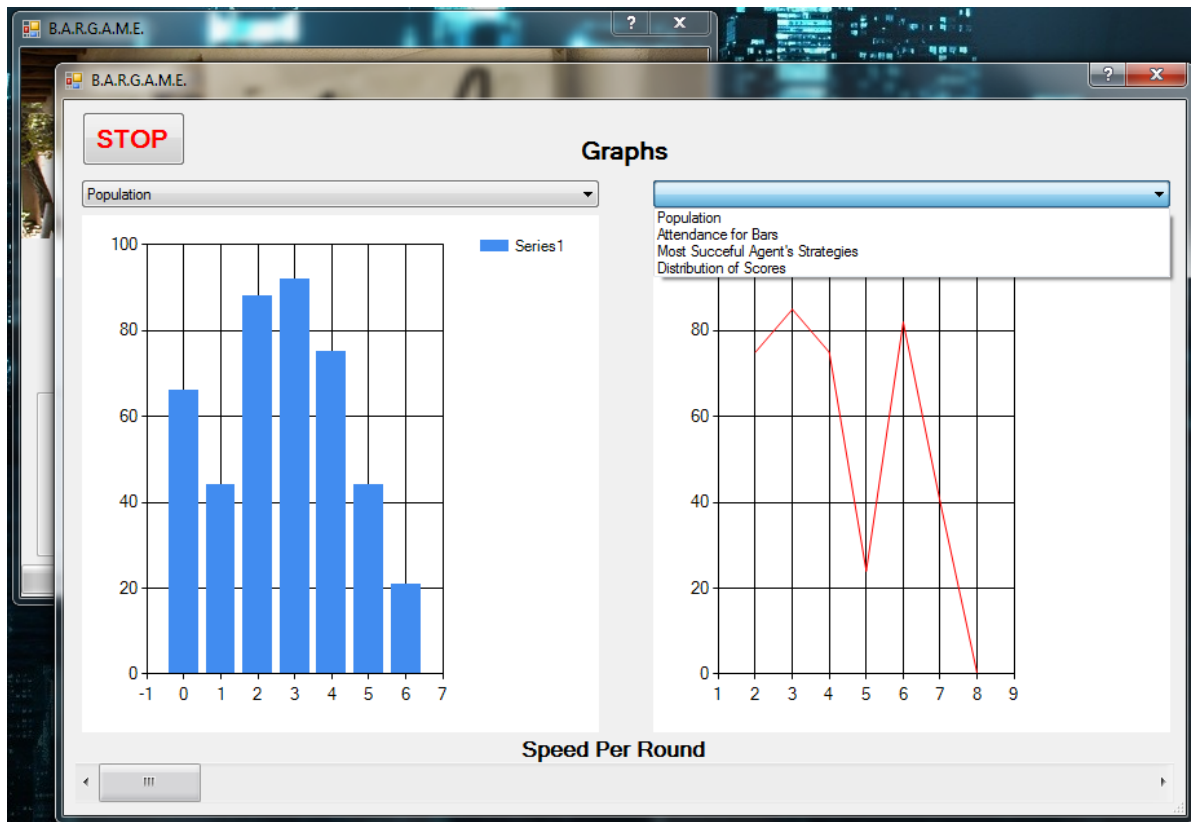 B.A.R.G.A.M.E.
B.A.R.G.A.M.E.
STOP
Graphs
Population
Population
Attendance for Bars
Most Succeful Agent's Strategies
Distribution of Scores
Series1
100
80
60
40
20
0
-1 0 1 2 3 4 5 6 7
80
60
40
20
0
1 2 3 4 5 6 7 8 9
Speed Per Round